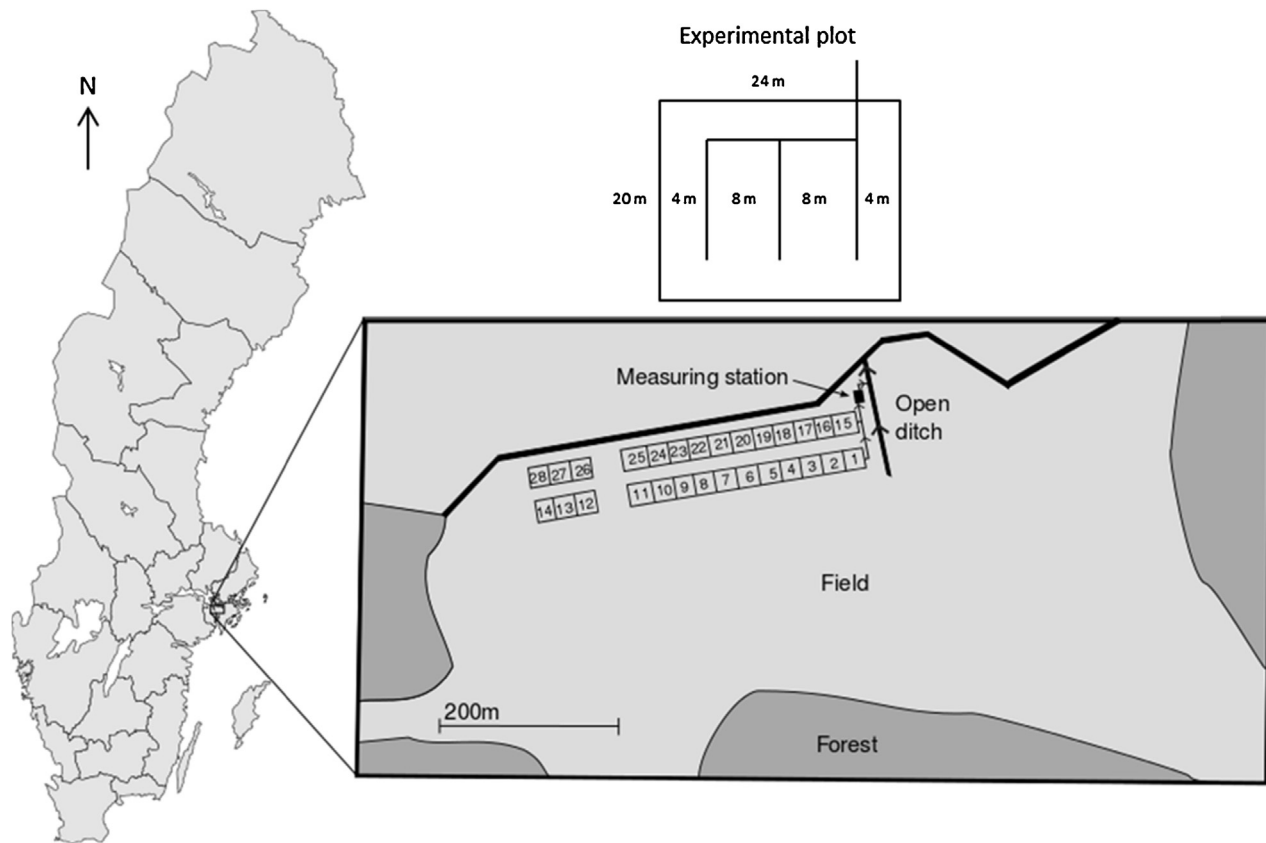 Experimental plot
N
24 m
20 m 4 m 8 m 8 m 4 m
Measuring station
Open
ditch
25 24 23 22 21 20 19 18 17 16 15
28 27 26
11 10 9 8 7 6 5 4 3 2 1
14 13 12
Field
200m
Forest